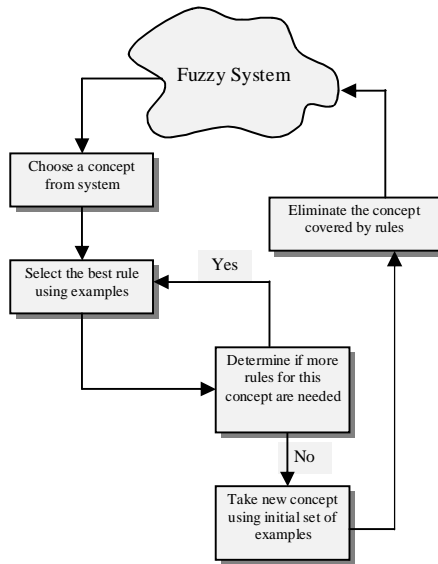 Fuzzy System
Choose a concept
from system
Eliminate the concept
covered by rules
Select the best rule
using examples
Yes
Determine if more
rules for this
concept are needed
No
Take new concept
using initial set of
examples